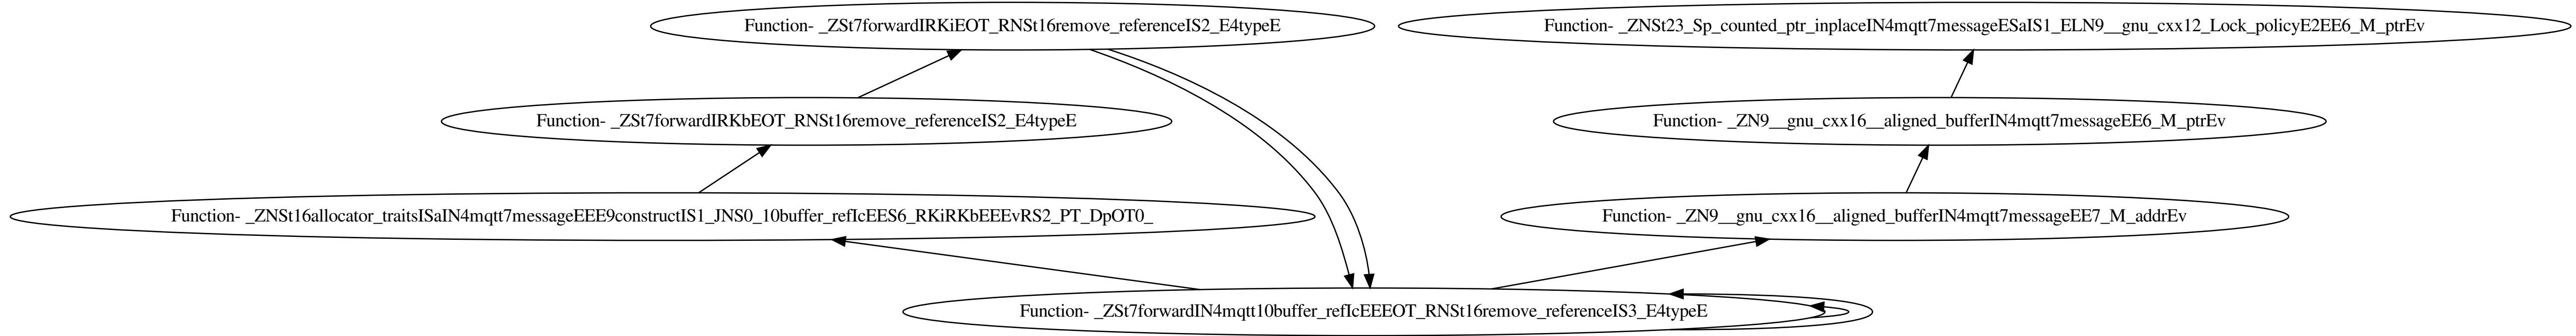 Function- _ZSt7forwardIRKiEOT_RNSt16remove_referenceIS2_E4typeE
Function- _ZNSt23_Sp_counted_ptr_inplaceIN4mqtt7messageESaIS1_ELN9__gnu_cxx12_Lock_policyE2EE6_M_ptrEv
Function- _ZSt7forwardIRKbEOT_RNSt16remove_referenceIS2_E4typeE
Function- _ZN9__gnu_cxx16__aligned_bufferIN4mqtt7messageEE6_M_ptrEv
Function- _ZNSt16allocator_traitsISaIN4mqtt7messageEEE9constructIS1_JNS0_10buffer_refIcEES6_RKiRKbEEEvRS2_PT_DpOT0_
Function- _ZN9__gnu_cxx16__aligned_bufferIN4mqtt7messageEE7_M_addrEv
Function- _ZSt7forwardIN4mqtt10buffer_refIcEEEOT_RNSt16remove_referenceIS3_E4typeE